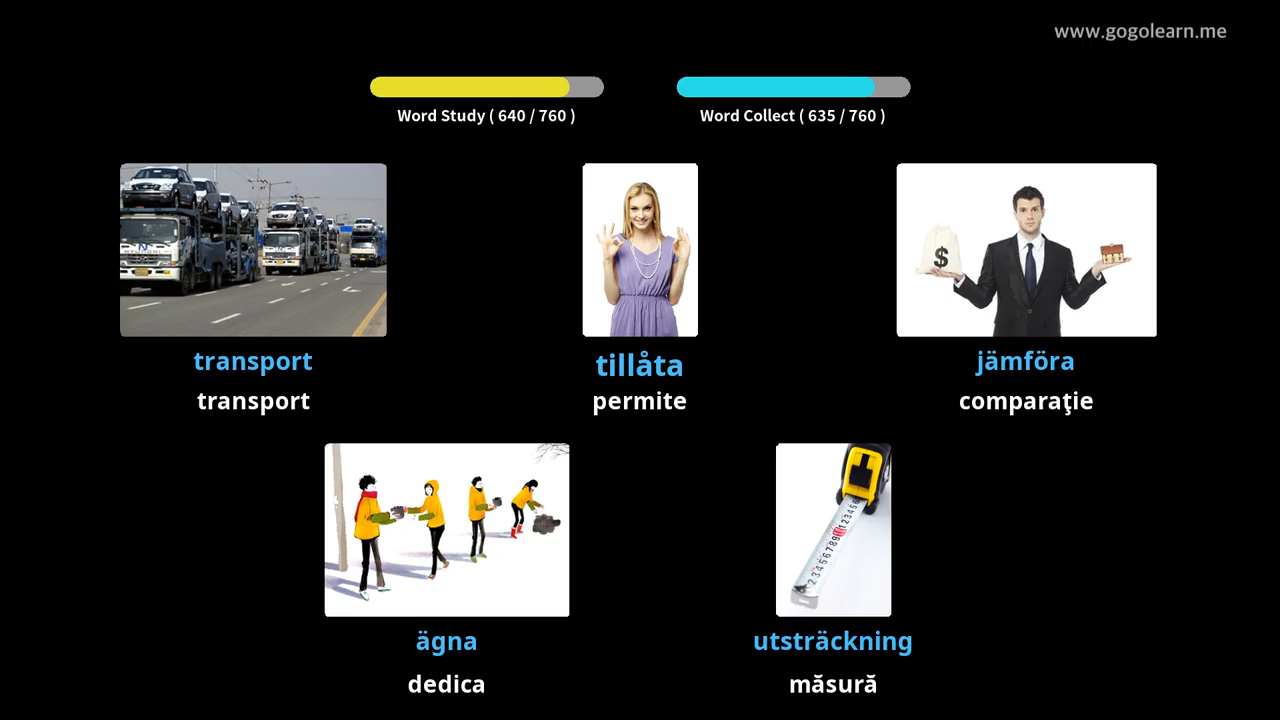 www.gogolearn.me
Word Study ( 640 / 760 )
Word Collect ( 635 / 760 )
$
transport
tillåta
jämföra
transport
permite
comparaţie
ägna
utsträckning
dedica
măsură